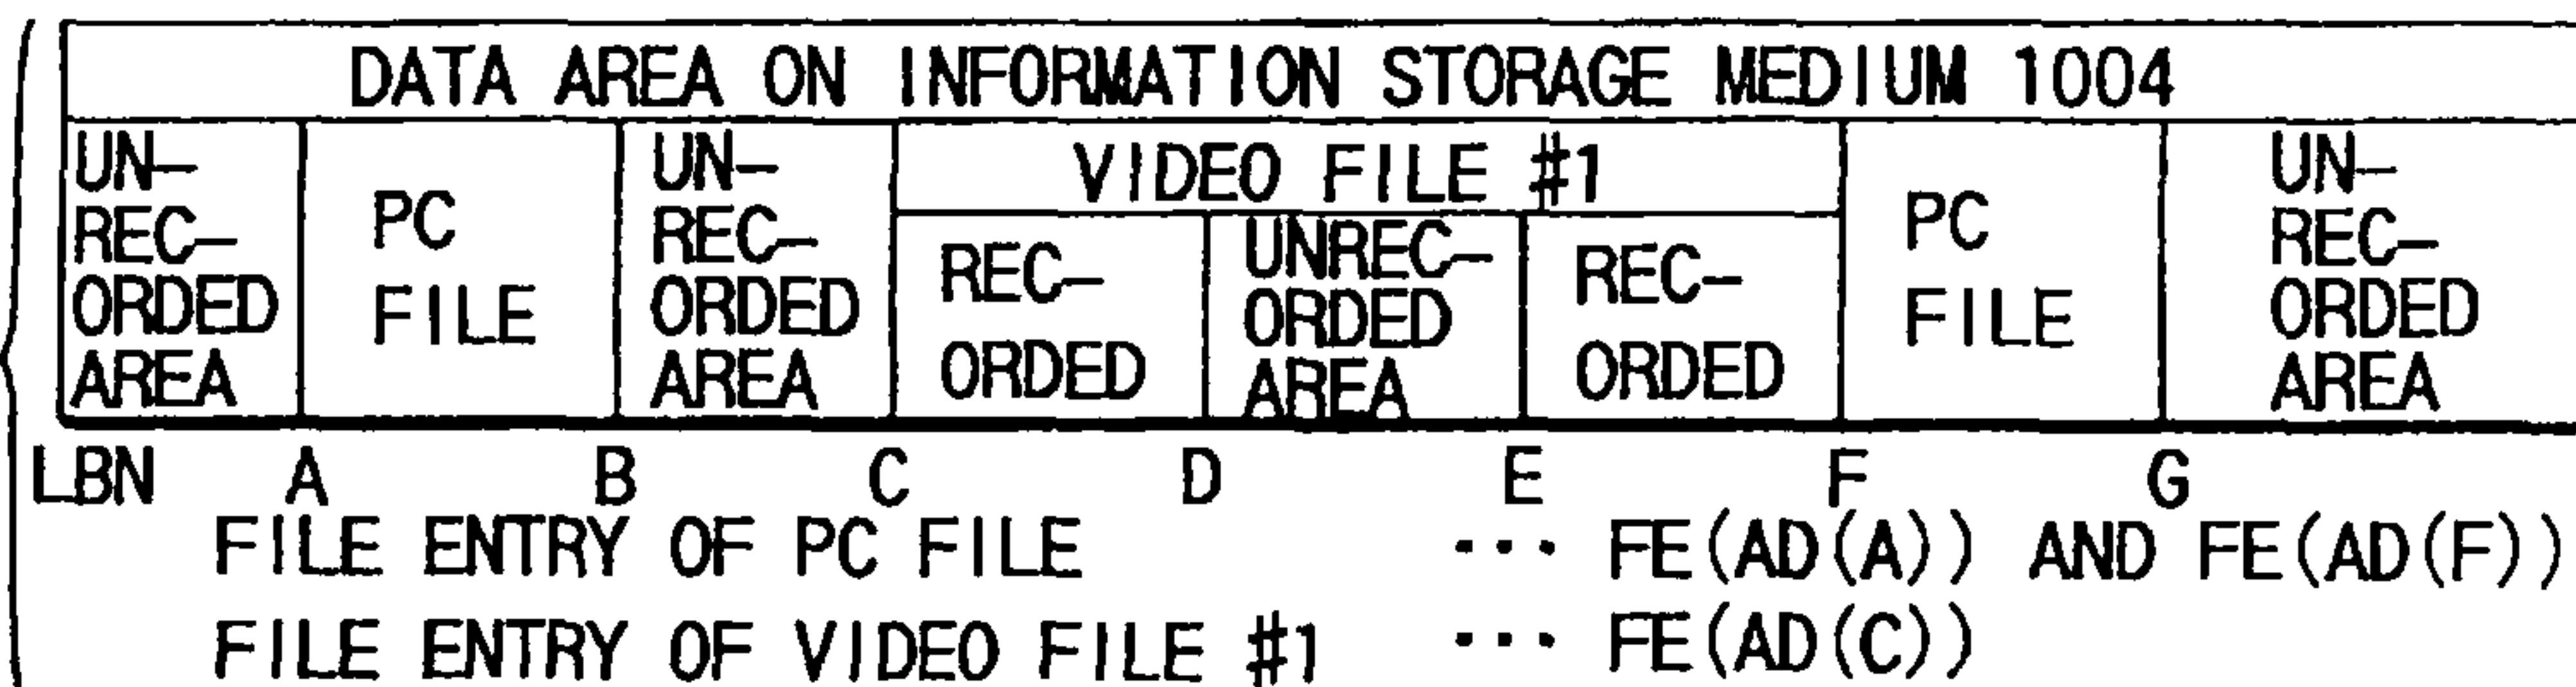 DATA AREA ON INFORMATION STORAGE MEDIUM 1004
UN-
REC-
ORDED
AREA
PC
FILE
UN-
REC-
ORDED
AREA
VIDEO FILE #1
REC-
ORDED
UNREC-
ORDED
AREA
REC-
ORDED
PC
FILE
UN-
REC-
ORDED
AREA
LBN A B C D E F G
FILE ENTRY OF PC FILE ··· FE(AD(A)) AND FE(AD(F))
FILE ENTRY OF VIDEO FILE #1 ··· FE(AD(C))